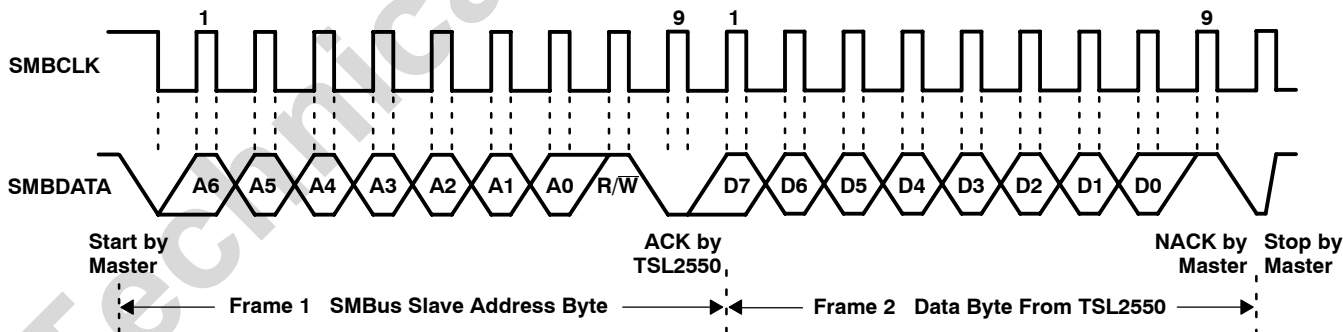 1 9 1 9
SMBCLK
SMBDATA A6 A5 A4 A3 A2 A1 A0 R/W̅ D7 D6 D5 D4 D3 D2 D1 D0
Start by Master
ACK by TSL2550
NACK by Master
Stop by Master
Frame 1 SMBus Slave Address Byte
Frame 2 Data Byte From TSL2550
Technica